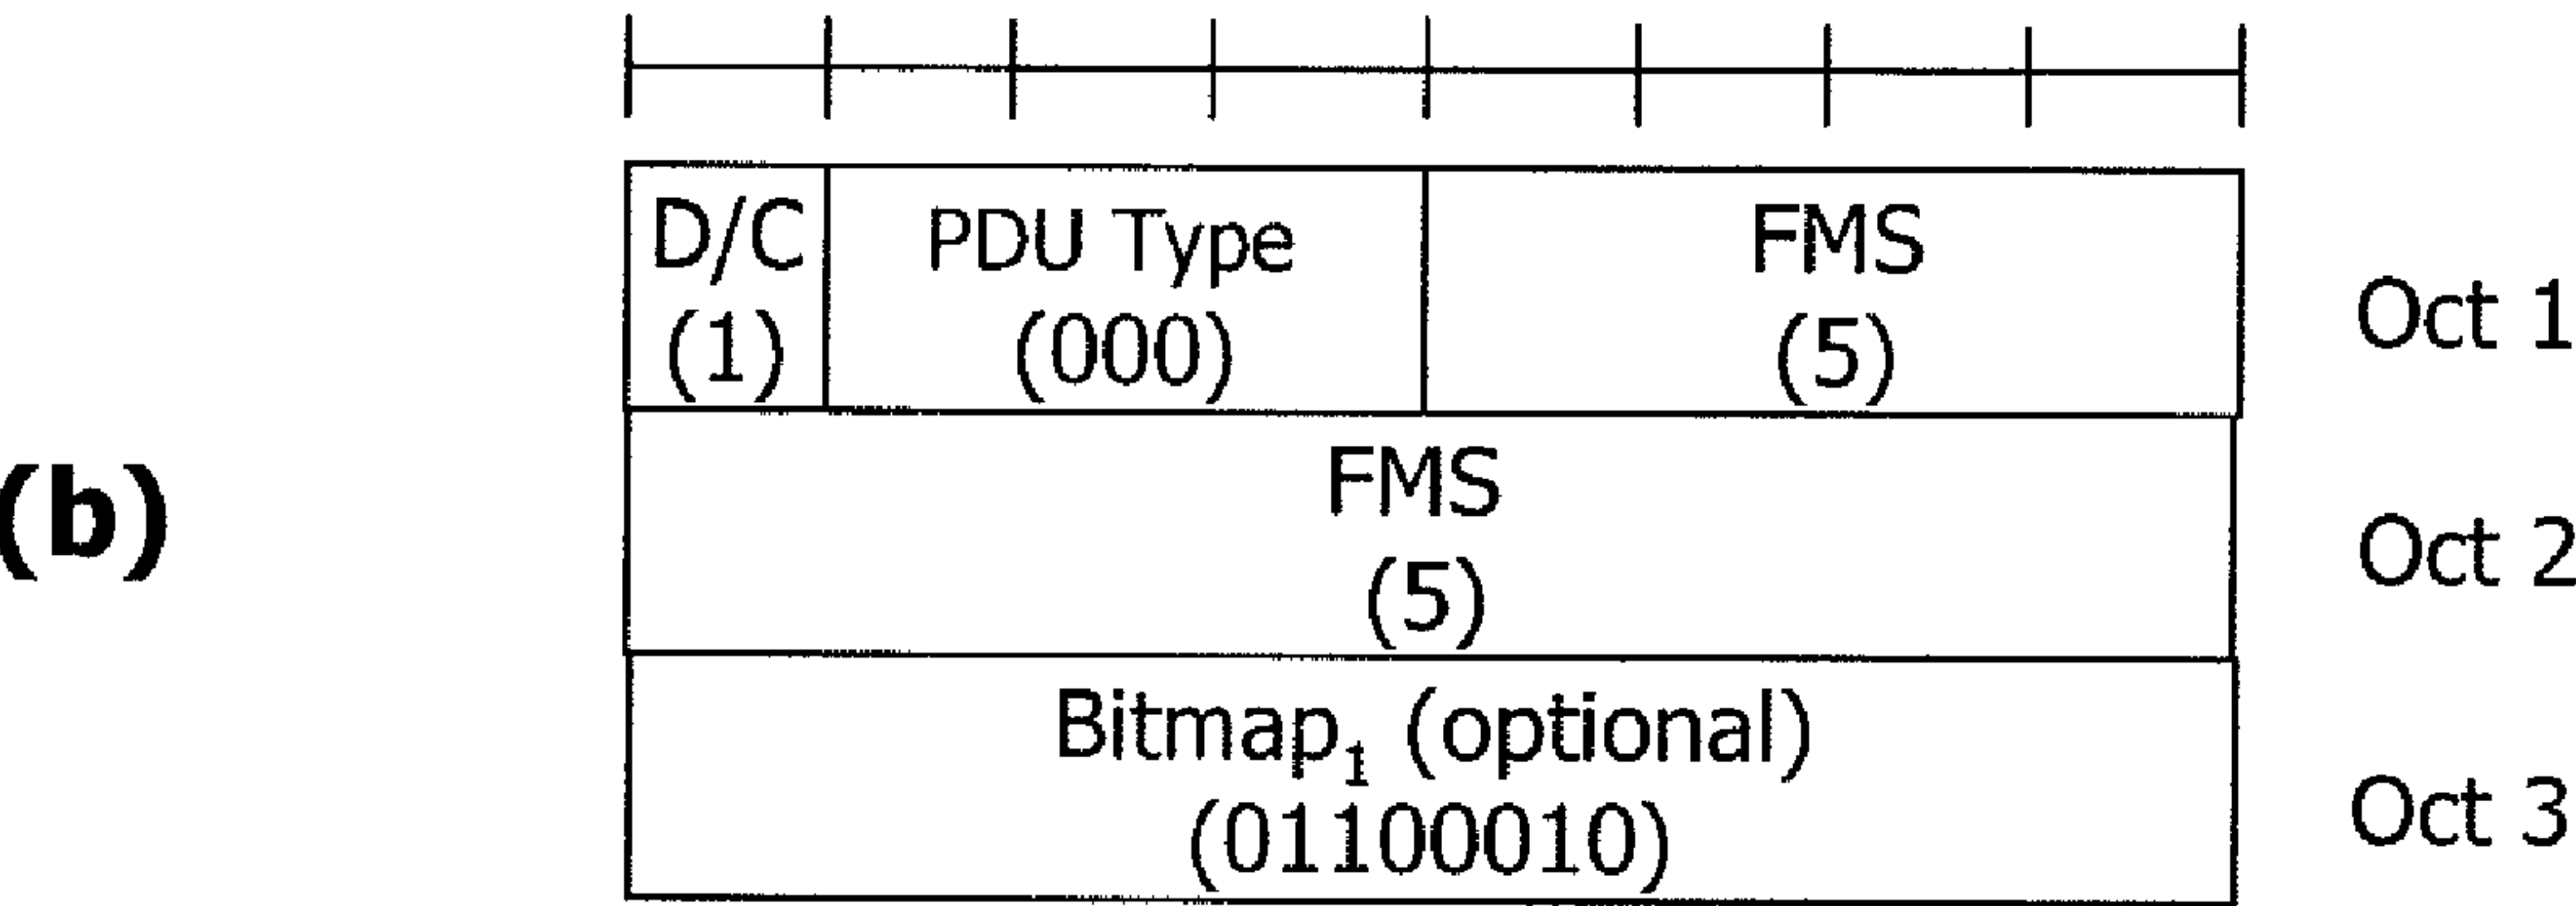 D/C PDU Type FMS
(1) (000) (5) Oct 1
FMS
(5) Oct 2
(b)
Bitmap₁ (optional)
(01100010) Oct 3